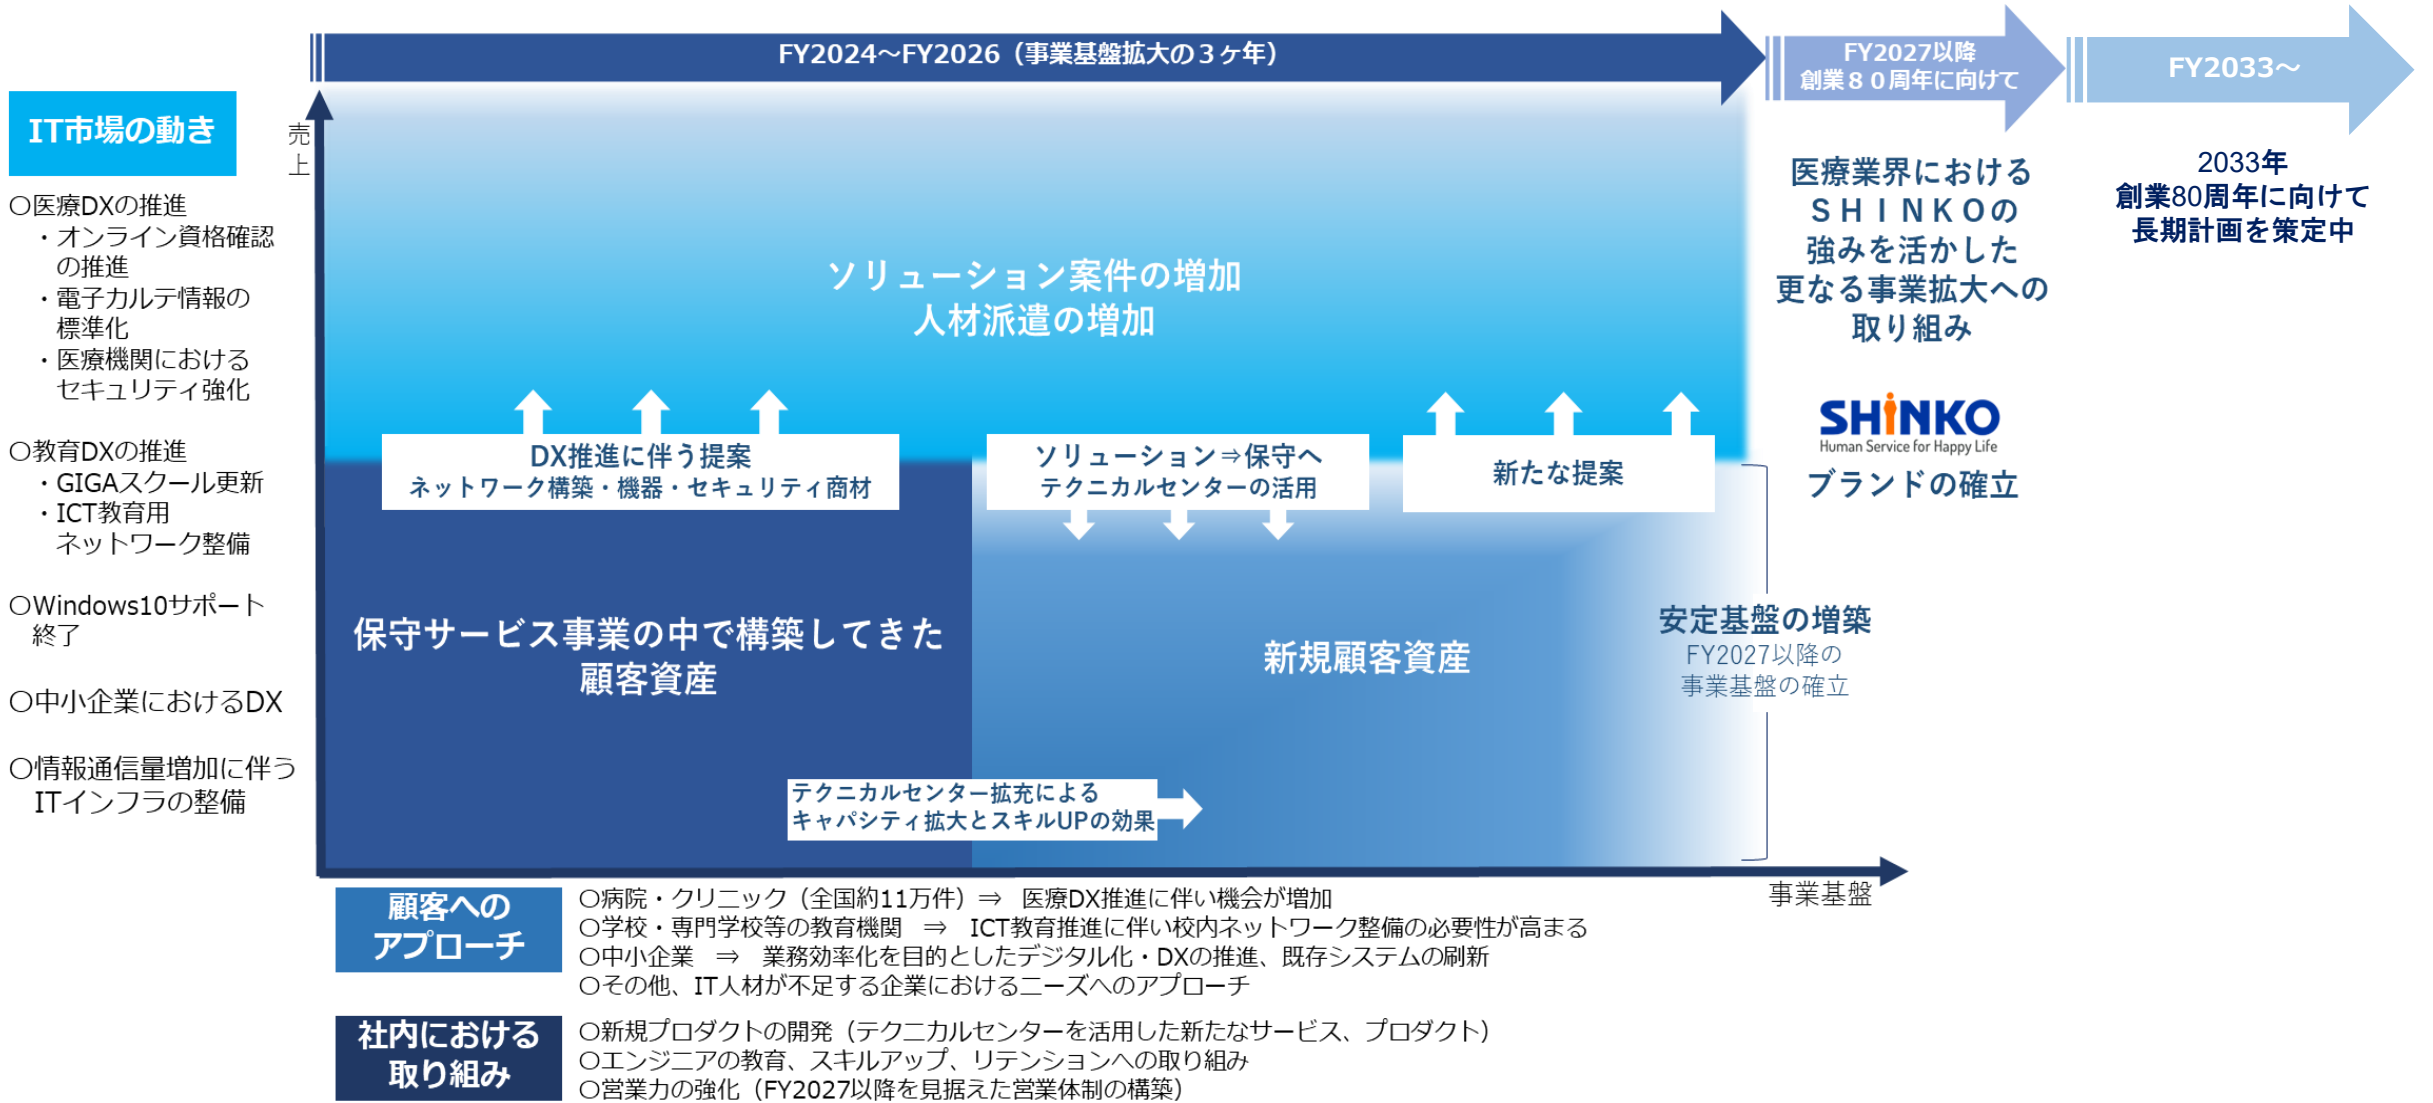 FY2024～FY2026（事業基盤拡大の３ヶ年）
FY2027以降
創業８０周年に向けて
FY2033～
IT市場の動き
〇医療DXの推進
・オンライン資格確認
の推進
・電子カルテ情報の
標準化
・医療機関における
セキュリティ強化
〇教育DXの推進
・GIGAスクール更新
・ICT教育用
ネットワーク整備
〇Windows10サポート
終了
〇中小企業におけるDX
〇情報通信量増加に伴う
ITインフラの整備
売
上
ソリューション案件の増加
人材派遣の増加
DX推進に伴う提案
ネットワーク構築・機器・セキュリティ商材
ソリューション⇒保守へ
テクニカルセンターの活用
新たな提案
保守サービス事業の中で構築してきた
顧客資産
新規顧客資産
テクニカルセンター拡充による
キャパシティ拡大とスキルUPの効果
安定基盤の増築
FY2027以降の
事業基盤の確立
事業基盤
医療業界における
ＳＨＩＮＫＯの
強みを活かした
更なる事業拡大への
取り組み
SHiNKO
Human Service for Happy Life
ブランドの確立
2033年
創業80周年に向けて
長期計画を策定中
顧客への
アプローチ
〇病院・クリニック（全国約11万件）⇒　医療DX推進に伴い機会が増加
〇学校・専門学校等の教育機関　⇒　ICT教育推進に伴い校内ネットワーク整備の必要性が高まる
〇中小企業　⇒　業務効率化を目的としたデジタル化・DXの推進、既存システムの刷新
〇その他、IT人材が不足する企業におけるニーズへのアプローチ
社内における
取り組み
〇新規プロダクトの開発（テクニカルセンターを活用した新たなサービス、プロダクト）
〇エンジニアの教育、スキルアップ、リテンションへの取り組み
〇営業力の強化（FY2027以降を見据えた営業体制の構築）